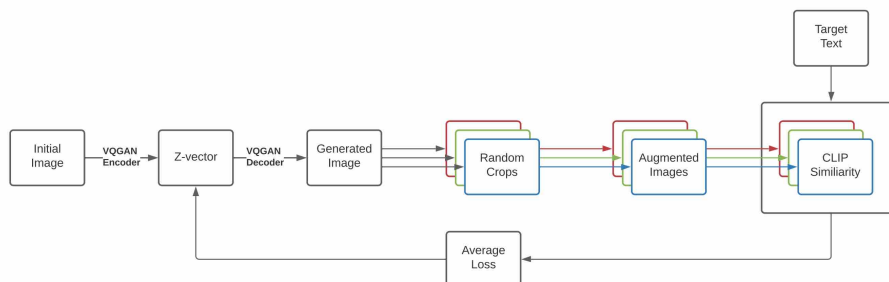 Target
Text
Initial
Image
VQGAN
Encoder
Z-vector
VQGAN
Decoder
Generated
Image
Random
Crops
Augmented
Images
CLIP
Similiarity
Average
Loss